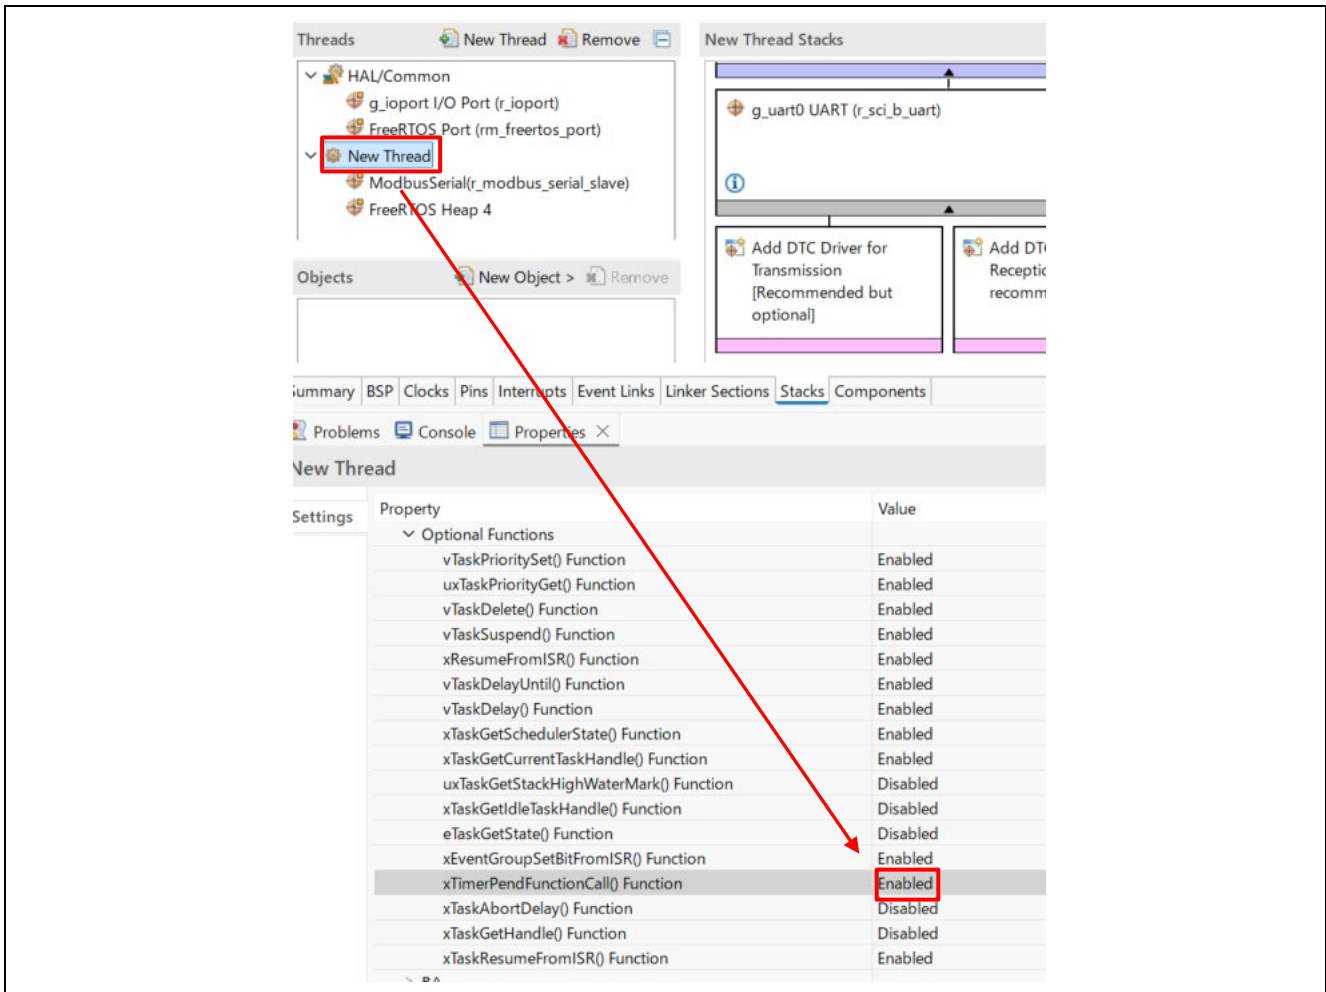 Threads New Thread Remove
HAL/Common
g_ioport I/O Port (r_ioport)
FreeRTOS Port (rm_freertos_port)
New Thread
ModbusSerial(r_modbus_serial_slave)
FreeRTOS Heap 4
Objects New Object > Remove
New Thread Stacks
g_uart0 UART (r_sci_b_uart)
Add DTC Driver for
Transmission
[Recommended but
optional]
Add DT
Receptic
recomm
Summary BSP Clocks Pins Interrupts Event Links Linker Sections Stacks Components
Problems Console Properties
New Thread
Settings
Property Value
Optional Functions
vTaskPrioritySet() Function Enabled
uxTaskPriorityGet() Function Enabled
vTaskDelete() Function Enabled
vTaskSuspend() Function Enabled
xResumeFromISR() Function Enabled
vTaskDelayUntil() Function Enabled
vTaskDelay() Function Enabled
xTaskGetSchedulerState() Function Enabled
xTaskGetCurrentTaskHandle() Function Enabled
uxTaskGetStackHighWaterMark() Function Disabled
xTaskGetIdleTaskHandle() Function Disabled
eTaskGetState() Function Disabled
xEventGroupSetBitFromISR() Function Enabled
xTimerPendFunctionCall() Function Enabled
xTaskAbortDelay() Function Disabled
xTaskGetHandle() Function Disabled
xTaskResumeFromISR() Function Enabled